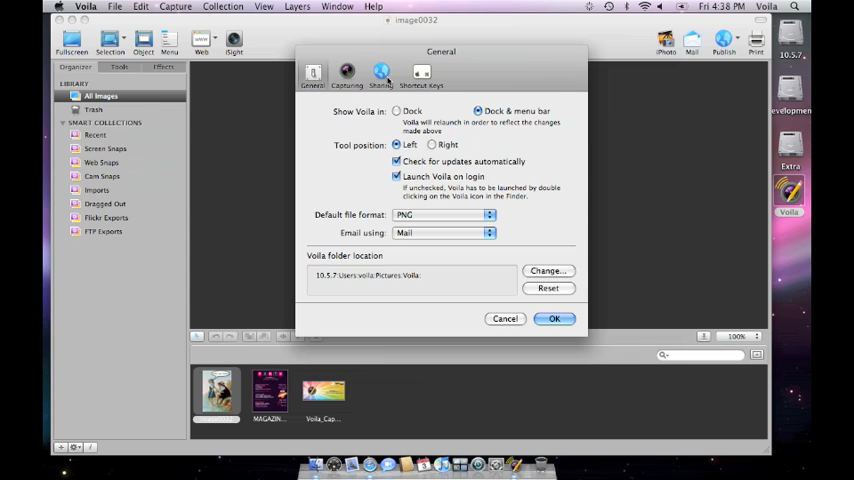 Voila File Edit Capture Collection View Layers Window Help Fri 4:38 PM Voila
image0032
Fullscreen Selection Object Menu Web iSight iPhoto Mail Publish Print
Organizer Tools Effects
LIBRARY
All Images
Trash
SMART COLLECTIONS
Recent
Screen Snaps
Web Snaps
Cam Snaps
Imports
Dragged Out
Flickr Exports
FTP Exports
General
General Capturing Sharing Shortcut Keys
Show Voila in: Dock Dock & menu bar
Voila will relaunch in order to reflect the changes
made above
Tool position: Left Right
Check for updates automatically
Launch Voila on login
If unchecked, Voila has to be launched by double
clicking on the Voila icon in the Finder.
Default file format: PNG
Email using: Mail
Voila folder location
10.5.7:Users:voila:Pictures:Voila:
Change...
Reset
Cancel OK
100%
MAGAZIN... Voila_Cap...
10.5.7
Extra
Voila